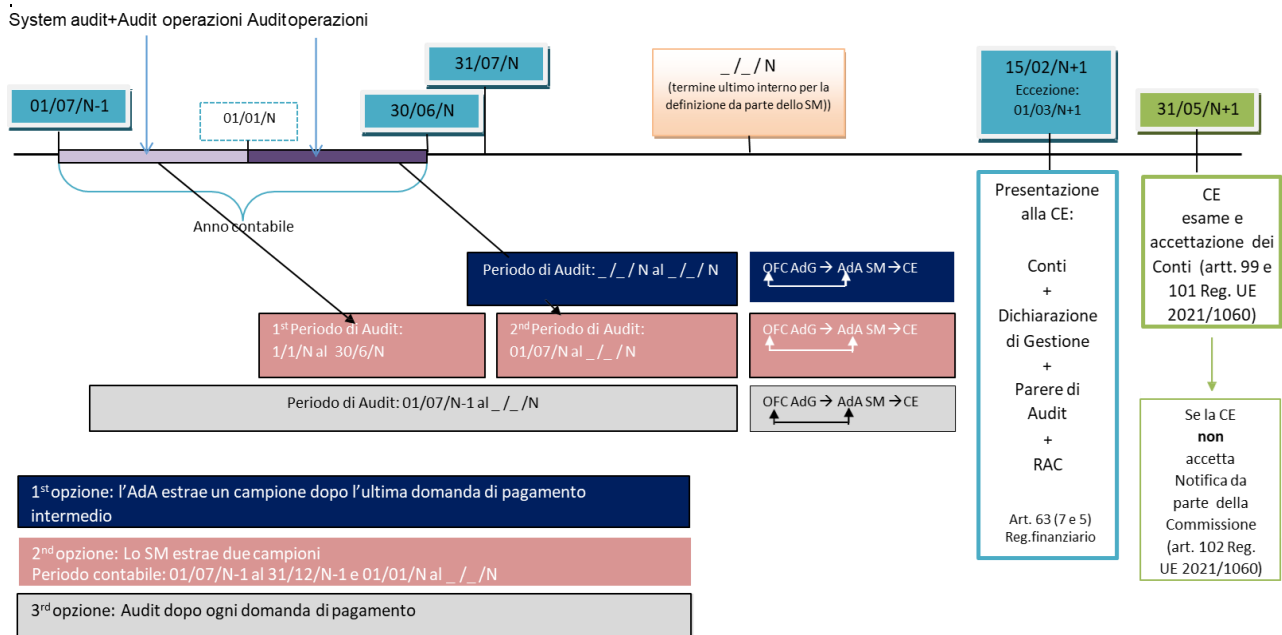 System audit+Audit operazioni Audit operazioni
31/07/N
_ /_ / N
(termine ultimo interno per la
definizione da parte dello SM))
15/02/N+1
Eccezione:
01/03/N+1
01/07/N-1
01/01/N
30/06/N
31/05/N+1
Anno contabile
Periodo di Audit: _ /_ / N al _ /_ / N
OFC AdG → AdA SM → CE
1st Periodo di Audit:
1/1/N al 30/6/N
2nd Periodo di Audit:
01/07/N al _ /_ / N
OFC AdG → AdA SM → CE
Periodo di Audit: 01/07/N-1 al _ /_ /N
OFC AdG → AdA SM → CE
Presentazione
alla CE:
Conti
+
Dichiarazione
di Gestione
+
Parere di
Audit
+
RAC
Art. 63 (7 e 5)
Reg.finanziario
CE
esame e
accettazione dei
Conti (artt. 99 e
101 Reg. UE
2021/1060)
Se la CE
non
accetta
Notifica da
parte della
Commissione
(art. 102 Reg.
UE 2021/1060)
1st opzione: l'AdA estrae un campione dopo l'ultima domanda di pagamento
intermedio
2nd opzione: Lo SM estrae due campioni
Periodo contabile: 01/07/N-1 al 31/12/N-1 e 01/01/N al _ /_ /N
3rd opzione: Audit dopo ogni domanda di pagamento